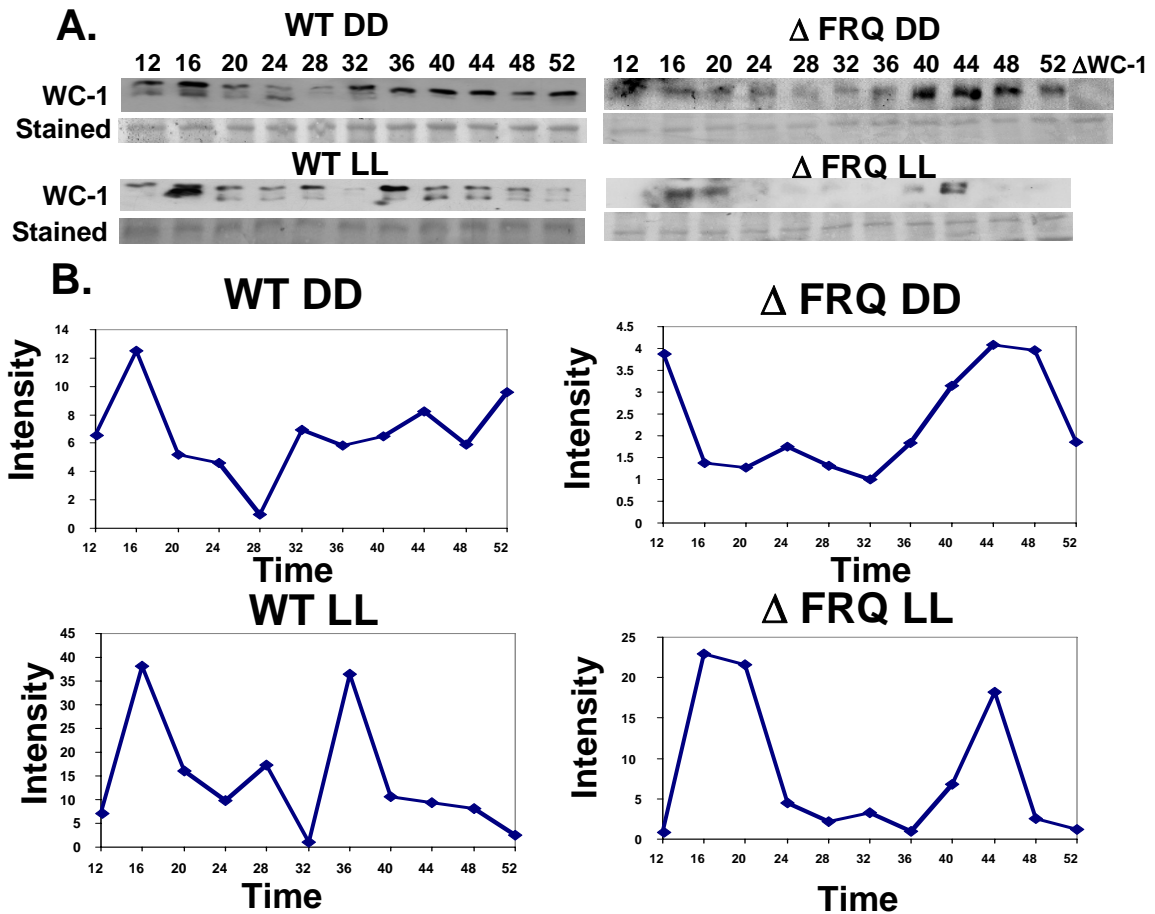 A.
WT DD
12 16 20 24 28 32 36 40 44 48 52
WC-1
Stained
WT LL
WC-1
Stained
Δ FRQ DD
12 16 20 24 28 32 36 40 44 48 52 ΔWC-1
Δ FRQ LL
B.
WT DD
Intensity
14
12
10
8
6
4
2
0
12 16 20 24 28 32 36 40 44 48 52
Time
Δ FRQ DD
Intensity
4.5
4
3.5
3
2.5
2
1.5
1
0.5
0
12 16 20 24 28 32 36 40 44 48 52
Time
WT LL
Intensity
45
40
35
30
25
20
15
10
5
0
12 16 20 24 28 32 36 40 44 48 52
Time
Δ FRQ LL
Intensity
25
20
15
10
5
0
12 16 20 24 28 32 36 40 44 48 52
Time